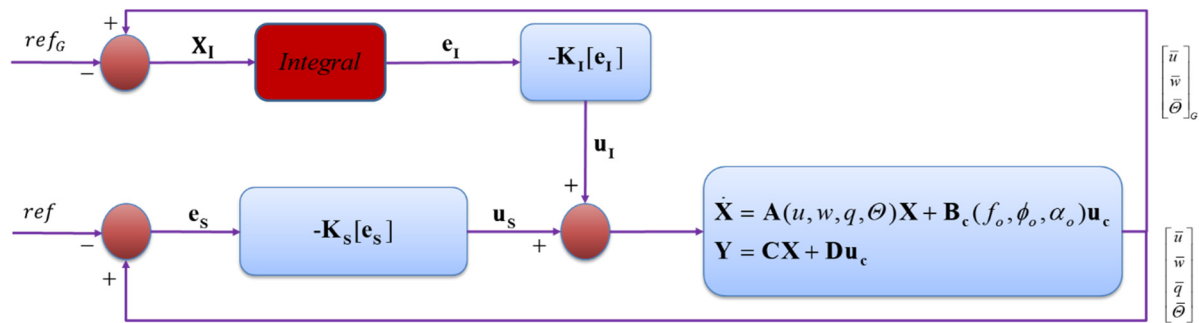 +
ref_G
−
X_I
Integral
e_I
-K_I[e_I]
u_I
[ū w̄ Θ̄]_G
ref
−
+
e_S
-K_S[e_S]
u_S
+
+
Ẋ = A(u, w, q, Θ)X + B_c(f_o, ϕ_o, α_o)u_c
Y = CX + Du_c
[ū w̄ q̄ Θ̄]